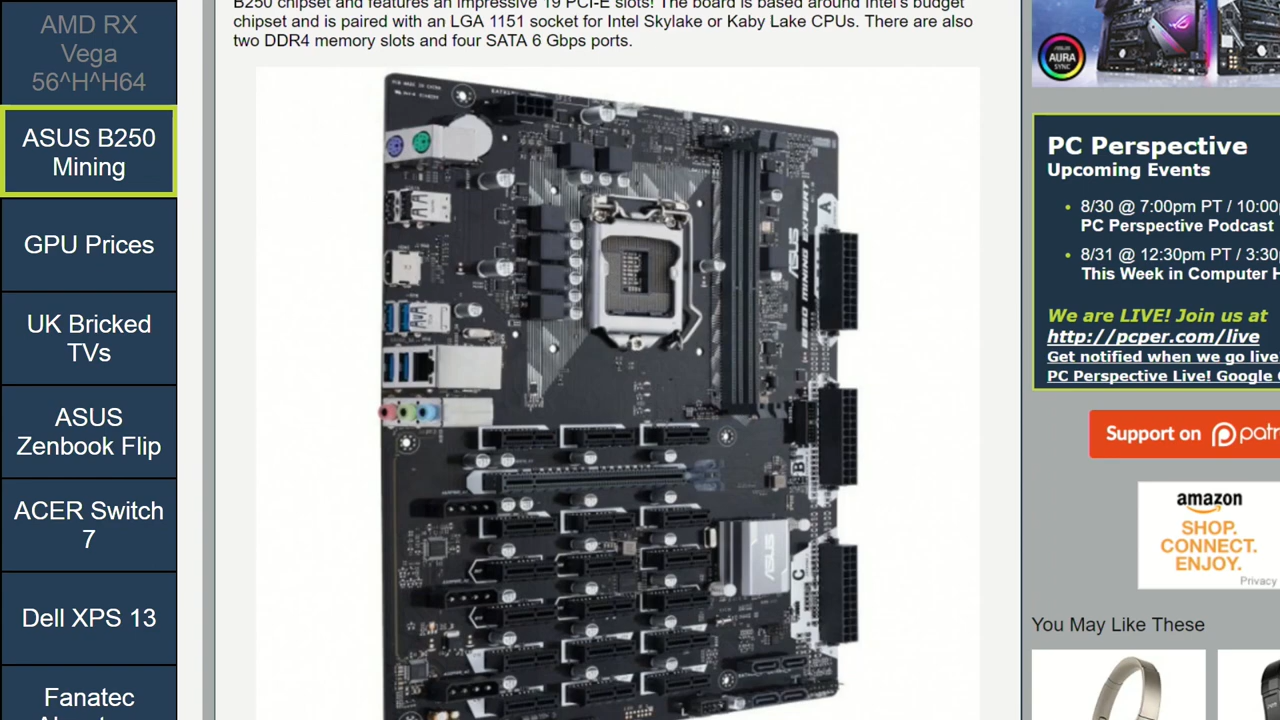 AMD RX
Vega
56^H^H64
ASUS B250
Mining
GPU Prices
UK Bricked
TVs
ASUS
Zenbook Flip
ACER Switch
7
Dell XPS 13
Fanatec
B250 chipset and features an impressive 19 PCI-E slots! The board is based around Intel's budget
chipset and is paired with an LGA 1151 socket for Intel Skylake or Kaby Lake CPUs. There are also
two DDR4 memory slots and four SATA 6 Gbps ports.
A
ASUS
B250 MINING EXPERT
B
C
ASUS
AURA
SYNC
PC Perspective
Upcoming Events
8/30 @ 7:00pm PT / 10:00p
PC Perspective Podcast
8/31 @ 12:30pm PT / 3:30p
This Week in Computer H
We are LIVE! Join us at
http://pcper.com/live
Get notified when we go live
PC Perspective Live! Google C
Support on patr
amazon
SHOP.
CONNECT.
ENJOY.
Privacy
You May Like These